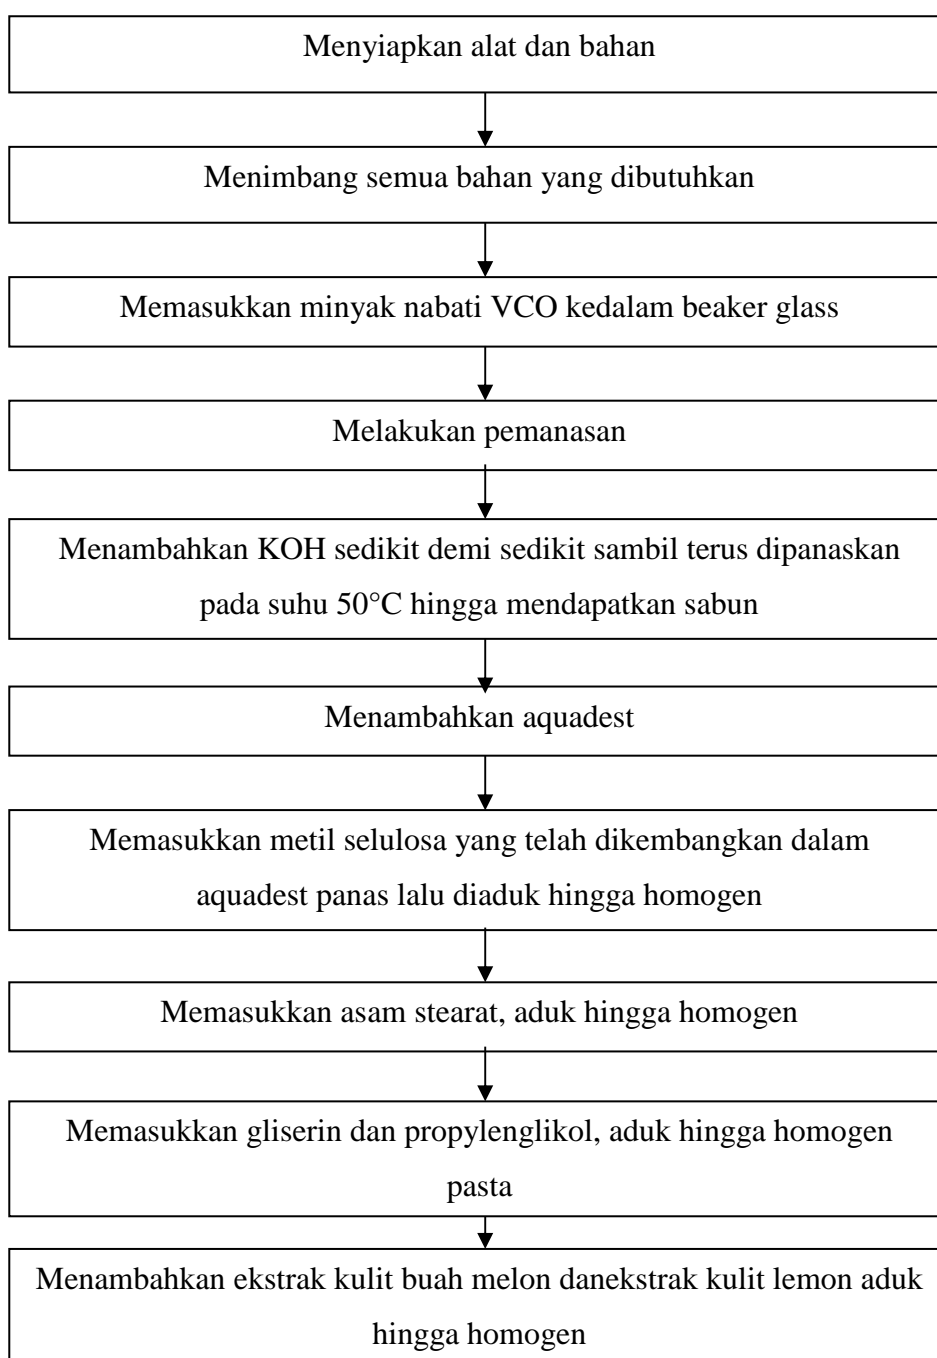 Menyiapkan alat dan bahan
Menimbang semua bahan yang dibutuhkan
Memasukkan minyak nabati VCO kedalam beaker glass
Melakukan pemanasan
Menambahkan KOH sedikit demi sedikit sambil terus dipanaskan
pada suhu 50°C hingga mendapatkan sabun
Menambahkan aquadest
Memasukkan metil selulosa yang telah dikembangkan dalam
aquadest panas lalu diaduk hingga homogen
Memasukkan asam stearat, aduk hingga homogen
Memasukkan gliserin dan propylenglikol, aduk hingga homogen
pasta
Menambahkan ekstrak kulit buah melon danekstrak kulit lemon aduk
hingga homogen